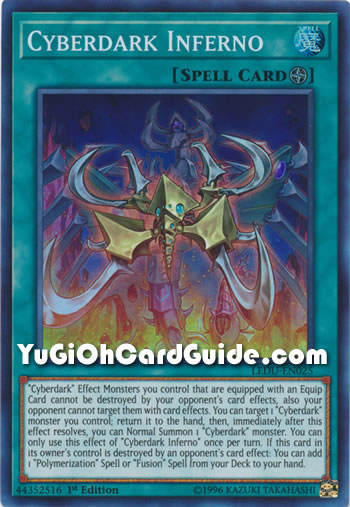 CYBERDARK INFERNO
魔
[SPELL CARD]
YuGiOhCardGuide.com
LEDU-EN025
"Cyberdark" Effect Monsters you control that are equipped with an Equip
Card cannot be destroyed by your opponent's card effects, also your
opponent cannot target them with card effects. You can target 1 "Cyberdark"
monster you control; return it to the hand, then, immediately after this
effect resolves, you can Normal Summon 1 "Cyberdark" monster. You can
only use this effect of "Cyberdark Inferno" once per turn. If this card in
its owner's control is destroyed by an opponent's card effect: You can add
1 "Polymerization" Spell or "Fusion" Spell from your Deck to your hand.
44352516 1st Edition ©1996 KAZUKI TAKAHASHI